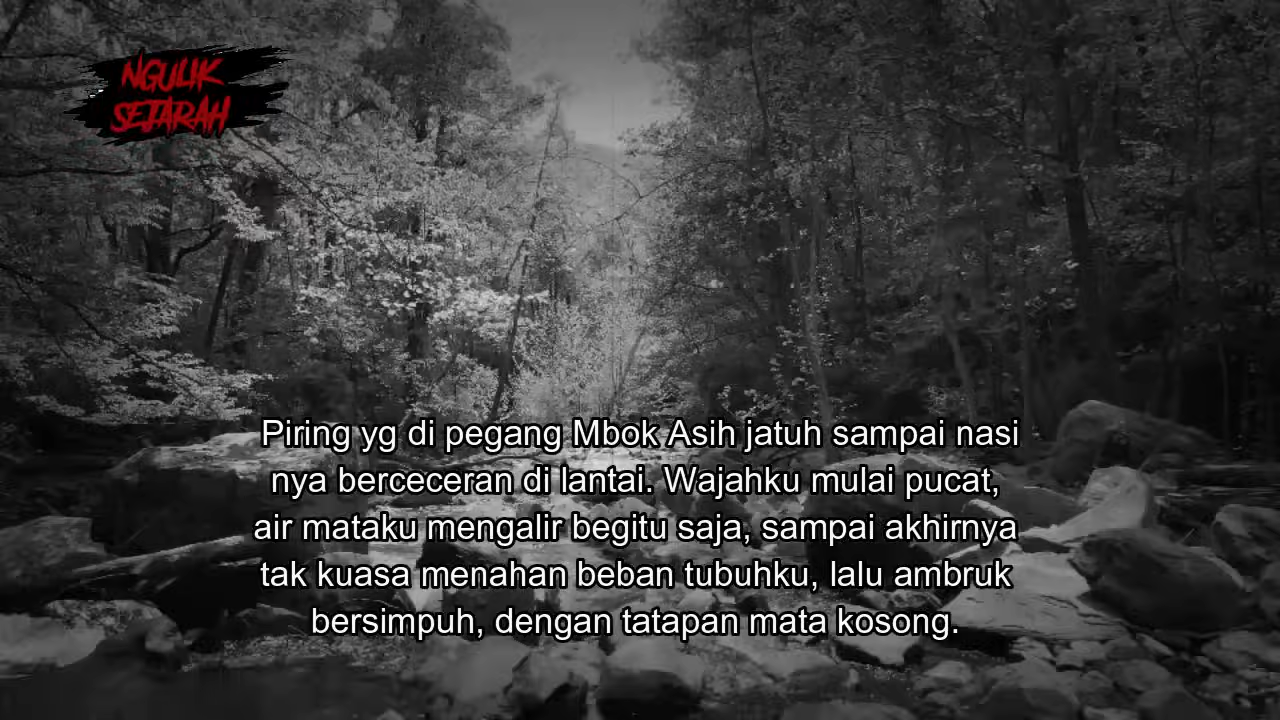 NGULIK
SEJARAH
Piring yg di pegang Mbok Asih jatuh sampai nasi
nya berceceran di lantai. Wajahku mulai pucat,
air mataku mengalir begitu saja, sampai akhirnya
tak kuasa menahan beban tubuhku, lalu ambruk
bersimpuh, dengan tatapan mata kosong.